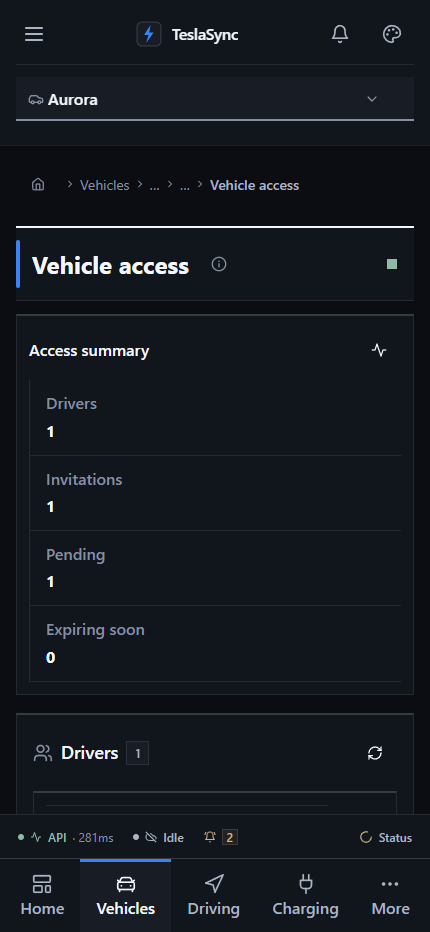 TeslaSync
Aurora
Vehicles ... ... Vehicle access
Vehicle access
Access summary
Drivers
1
Invitations
1
Pending
1
Expiring soon
0
Drivers 1
API · 281ms Idle 2 Status
Home Vehicles Driving Charging More